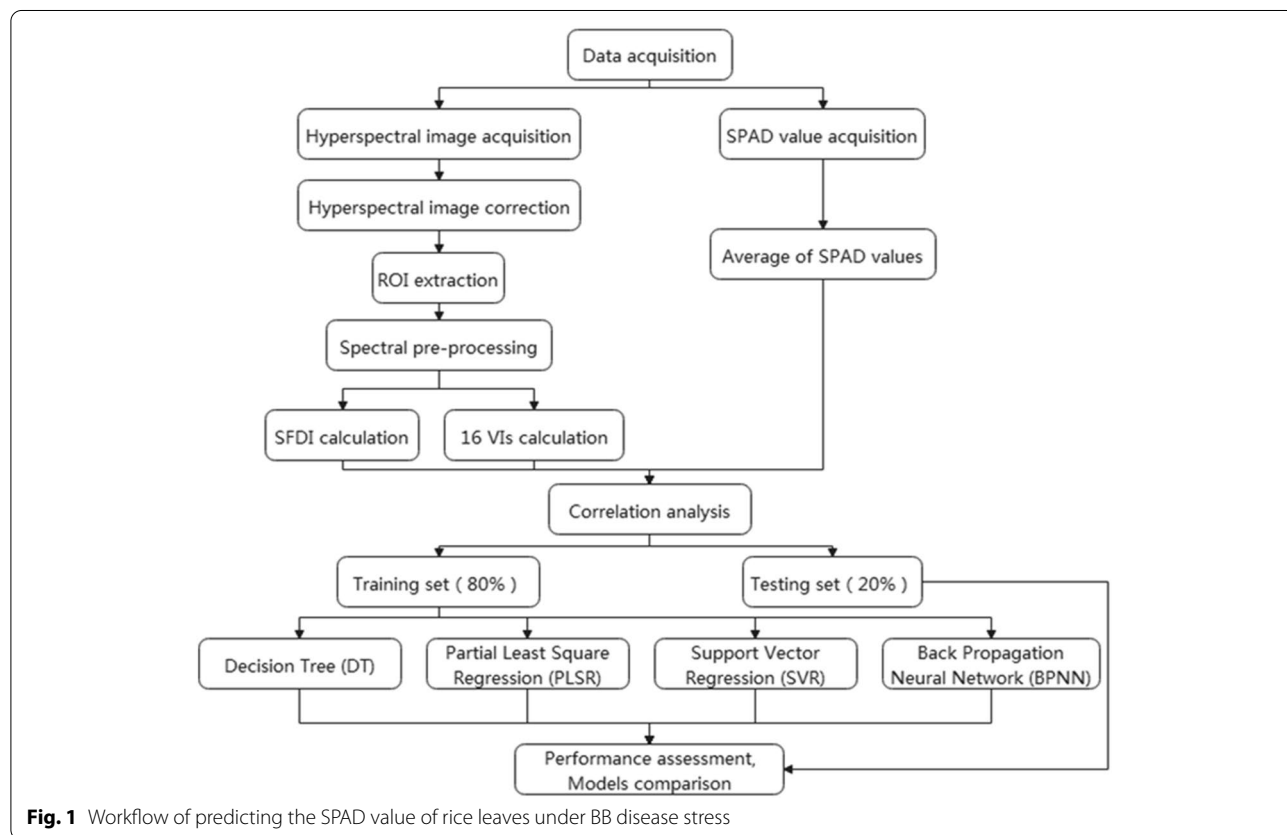 Data acquisition
Hyperspectral image acquisition
SPAD value acquisition
Hyperspectral image correction
Average of SPAD values
ROI extraction
Spectral pre-processing
SFDI calculation
16 VIs calculation
Correlation analysis
Training set ( 80% )
Testing set ( 20% )
Decision Tree (DT)
Partial Least Square
Regression (PLSR)
Support Vector
Regression (SVR)
Back Propagation
Neural Network (BPNN)
Performance assessment,
Models comparison
Fig. 1 Workflow of predicting the SPAD value of rice leaves under BB disease stress